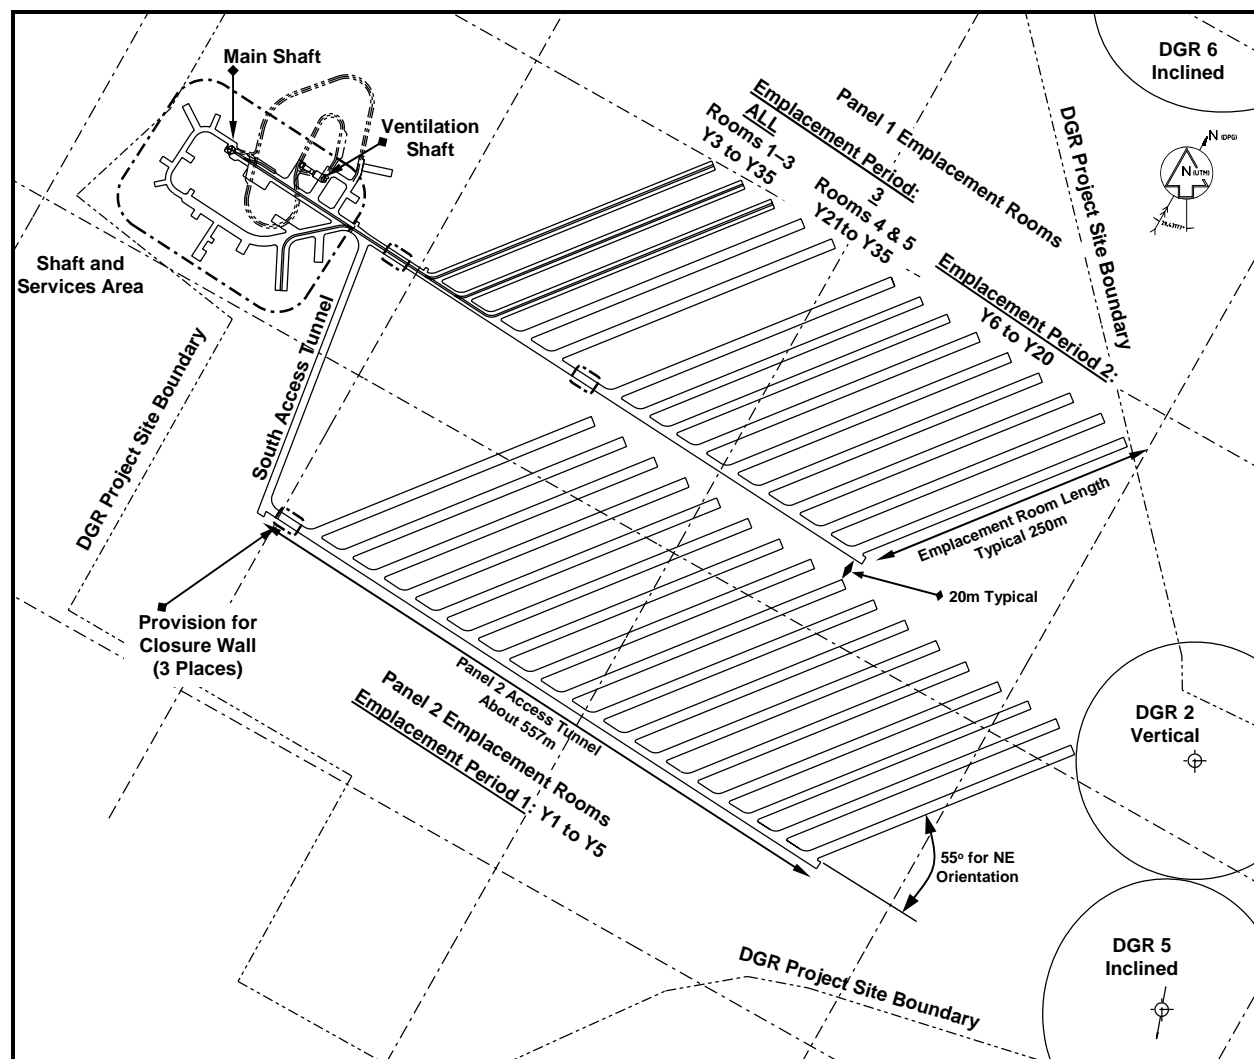 DGR 6
Inclined
Main Shaft
Ventilation
Shaft
Panel 1 Emplacement Rooms
Emplacement Period:
ALL
Rooms 1–3
Y3 to Y35
3
Rooms 4 & 5
Y21to Y35
Emplacement Period 2:
Y6 to Y20
N (DPG)
N (UTM)
DGR Project Site Boundary
Shaft and
Services Area
South Access Tunnel
DGR Project Site Boundary
Emplacement Room Length
Typical 250m
20m Typical
Provision for
Closure Wall
(3 Places)
Panel 2 Access Tunnel
About 557m
Panel 2 Emplacement Rooms
Emplacement Period 1: Y1 to Y5
55º for NE
Orientation
DGR 2
Vertical
DGR 5
Inclined
DGR Project Site Boundary